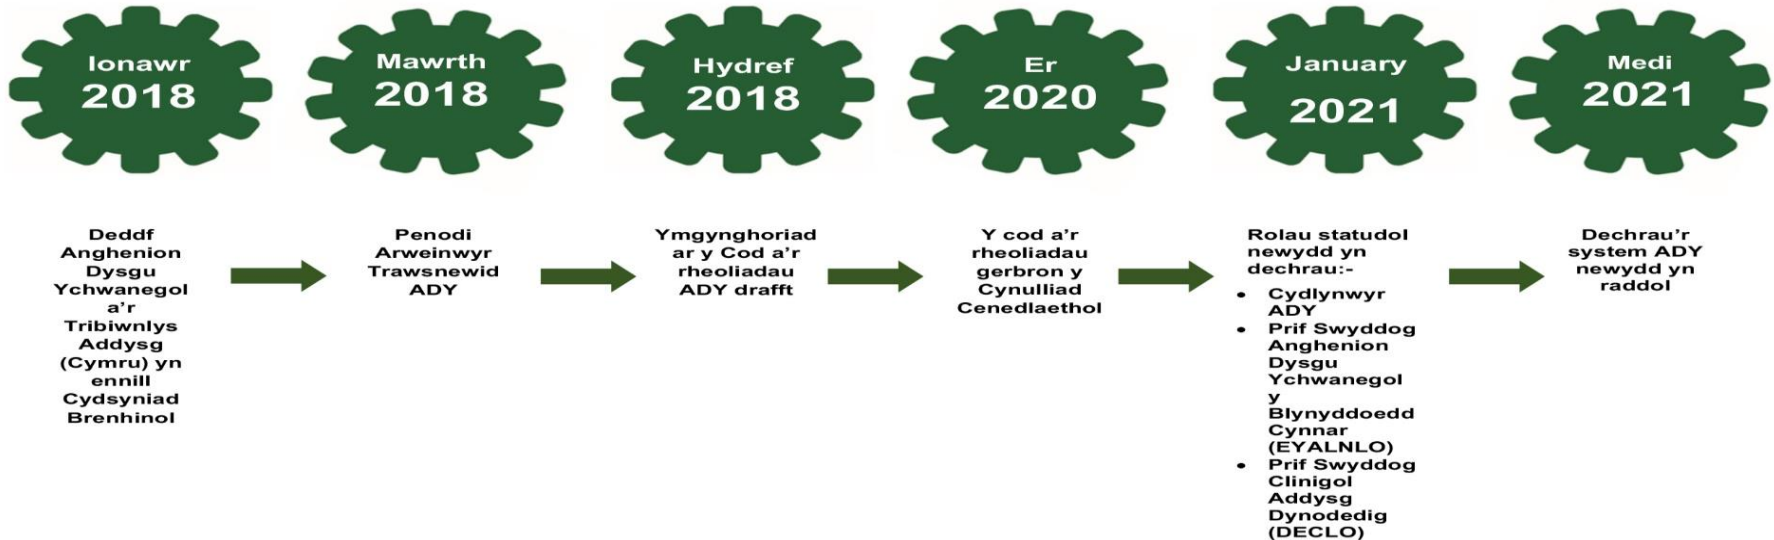 Ionawr
2018
Mawrth
2018
Hydref
2018
Er
2020
January
2021
Medi
2021
Deddf
Anghenion
Dysgu
Ychwanegol
a'r
Tribiwnlys
Addysg
(Cymru) yn
ennill
Cydsyniad
Brenhinol
Penodi
Arweinwyr
Trawsnewid
ADY
Ymgynghoriad
ar y Cod a'r
rheoliadau
ADY drafft
Y cod a'r
rheoliadau
gerbron y
Cynulliad
Cenedlaethol
Rolau statudol
newydd yn
dechrau:-
• Cydlynwyr
ADY
• Prif Swyddog
Anghenion
Dysgu
Ychwanegol
y
Blynyddoedd
Cynnar
(EYALNLO)
• Prif Swyddog
Clinigol
Addysg
Dynodedig
(DECLO)
Dechrau'r
system ADY
newydd yn
raddol